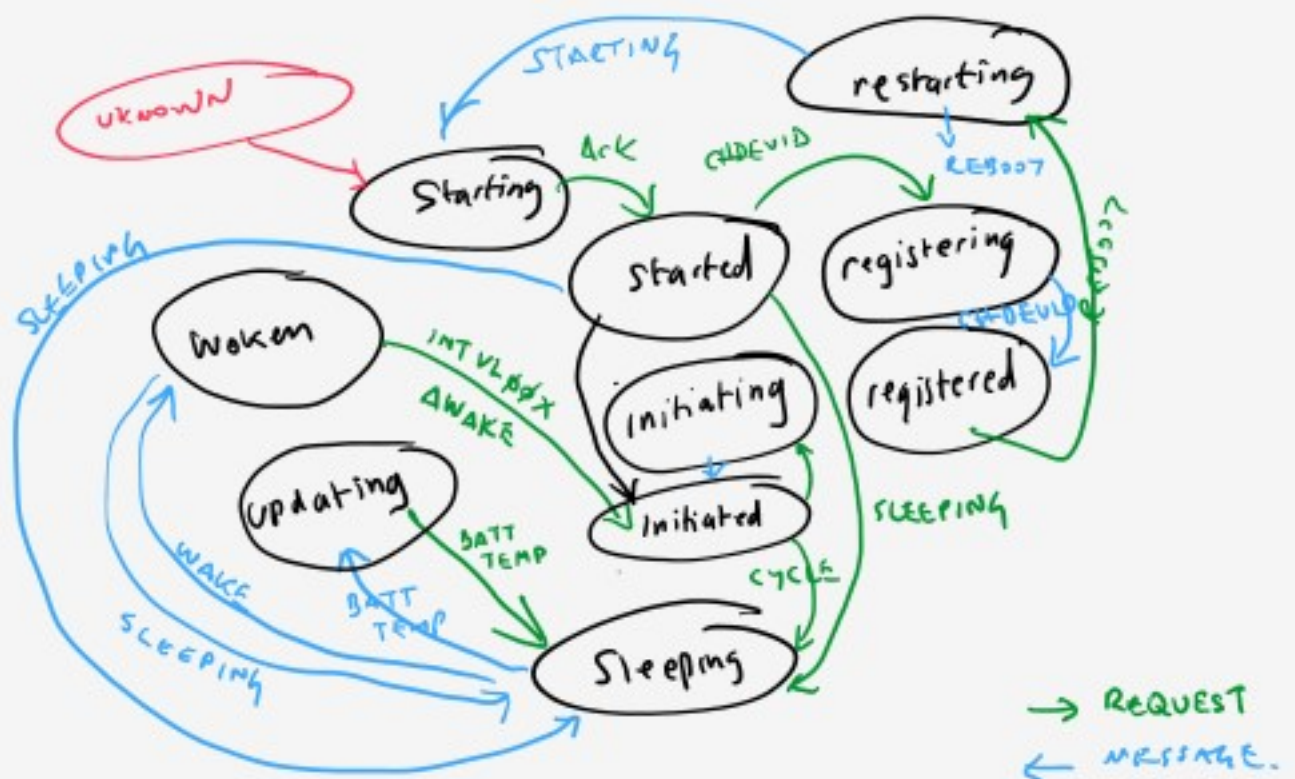 STARTING
restarting
UKNOWN
ACK
CHDEVID
REBOOT
Starting
started
registering
SLEEPING
Woken
CHDEVID
INTVLØØX
AWAKE
initiating
registered
updating
Initiated
SLEEPING
BATT
TEMP
WAKE
BATT
TEMP
CYCLE
SLEEPING
Sleeping
→ REQUEST
← MESSAGE.